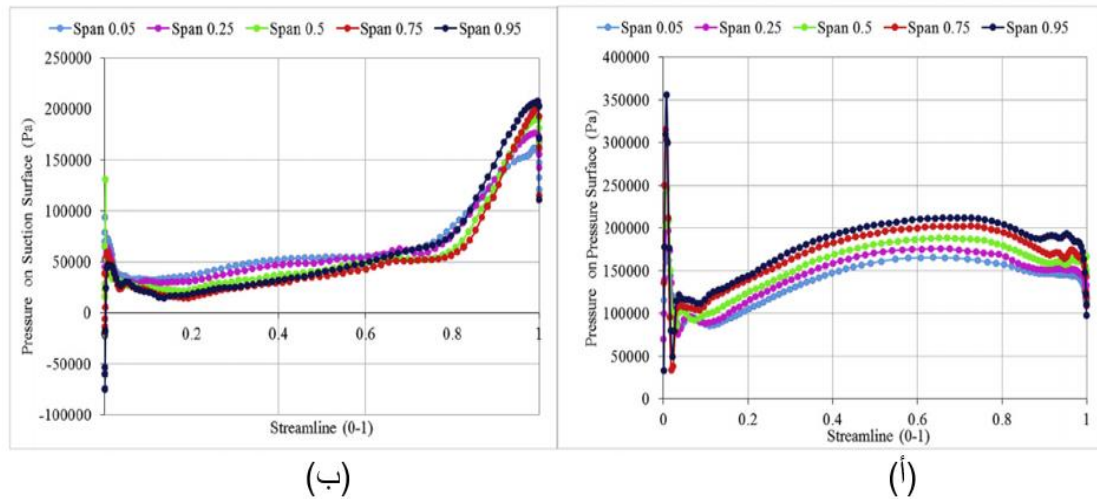 Span 0.05 Span 0.25 Span 0.5 Span 0.75 Span 0.95
Pressure on Suction Surface (Pa)
250000
200000
150000
100000
50000
0
-50000
-100000
0.2 0.4 0.6 0.8 1
Streamline (0-1)
(ب)
Span 0.05 Span 0.25 Span 0.5 Span 0.75 Span 0.95
Pressure on Pressure Surface (Pa)
400000
350000
300000
250000
200000
150000
100000
50000
0
0 0.2 0.4 0.6 0.8 1
Streamline (0-1)
(أ)